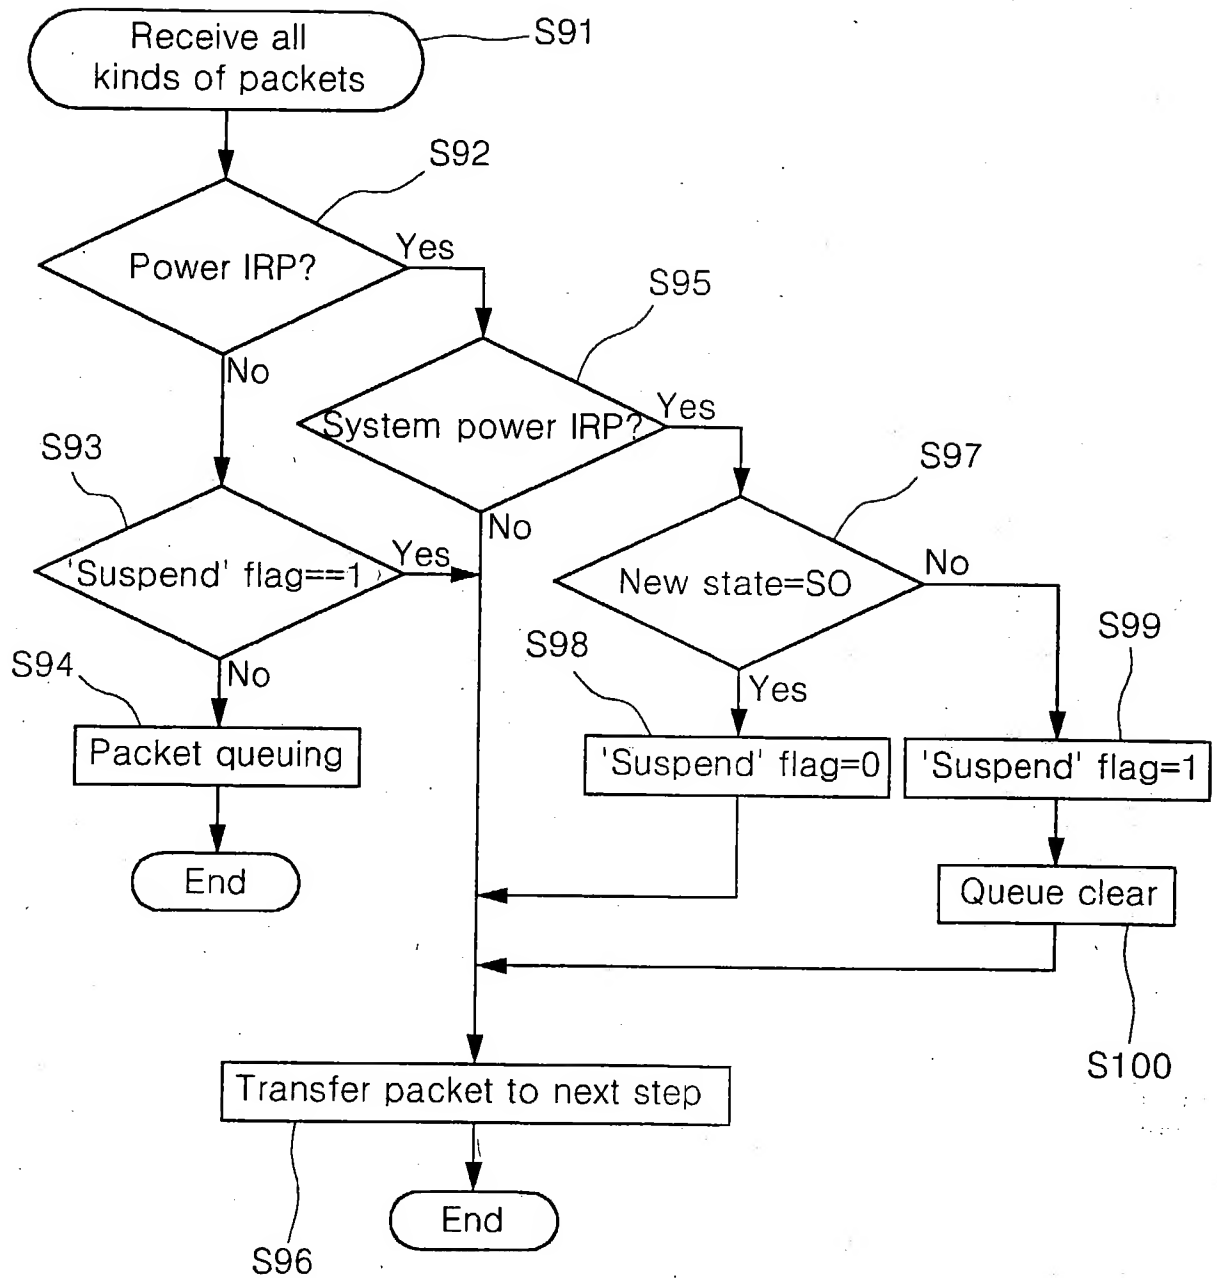 Receive all
kinds of packets
S91
S92
Power IRP?
Yes
No
S95
System power IRP?
Yes
No
S93
'Suspend' flag==1
Yes
No
S97
New state=SO
No
Yes
S94
Packet queuing
End
S98
'Suspend' flag=0
S99
'Suspend' flag=1
Queue clear
S100
Transfer packet to next step
S96
End